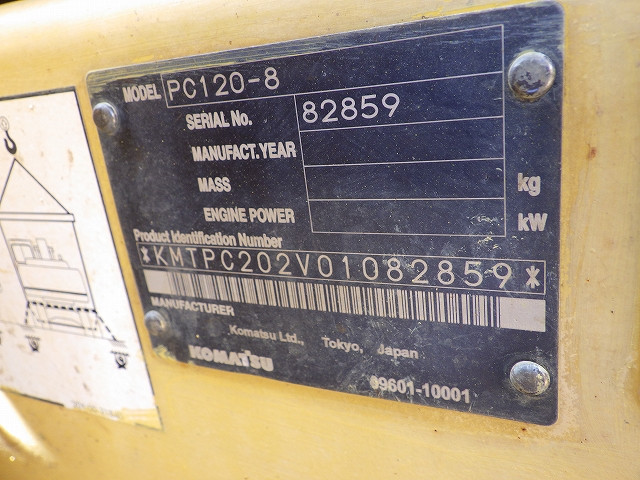 MODEL PC120-8
SERIAL No. 82859
MANUFACT.YEAR
MASS kg
ENGINE POWER kW
Product Identification Number
*KMTPC202V01082859*
MANUFACTURER
Komatsu Ltd., Tokyo, Japan
KOMATSU
09601-10001